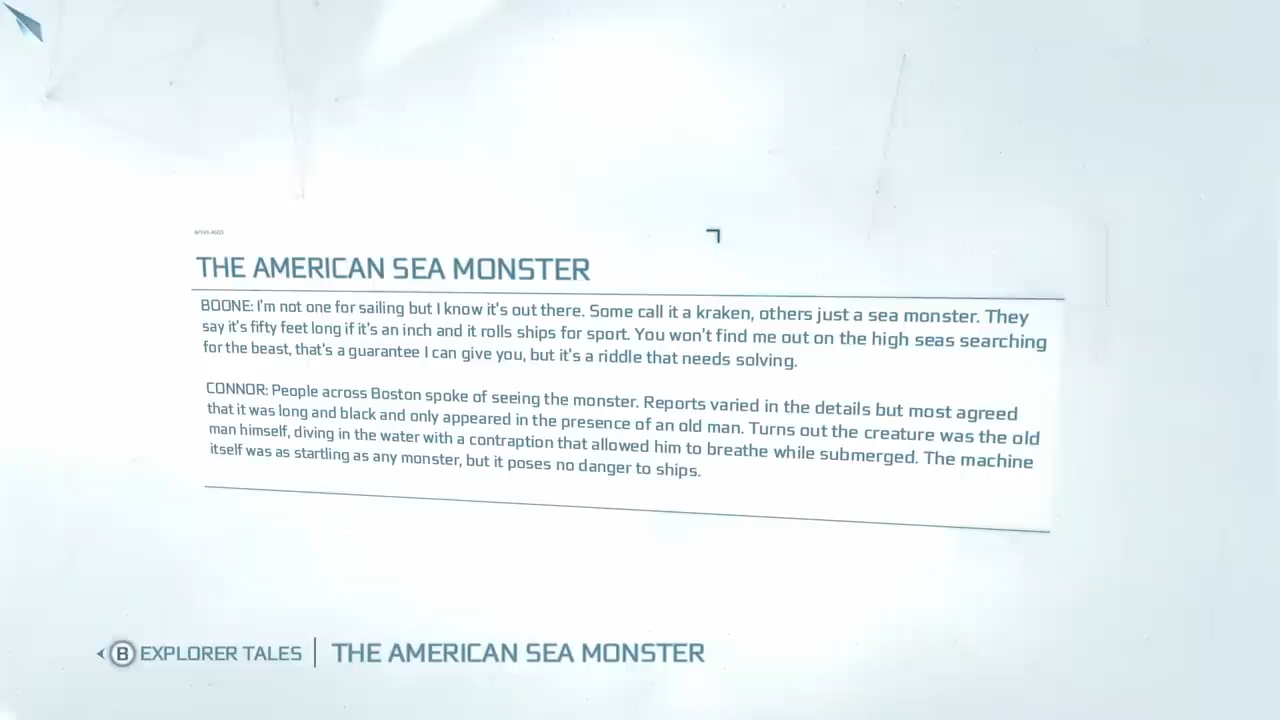 THE AMERICAN SEA MONSTER
BOONE: I'm not one for sailing but I know it's out there. Some call it a kraken, others just a sea monster. They
say it's fifty feet long if it's an inch and it rolls ships for sport. You won't find me out on the high seas searching
for the beast, that's a guarantee I can give you, but it's a riddle that needs solving.
CONNOR: People across Boston spoke of seeing the monster. Reports varied in the details but most agreed
that it was long and black and only appeared in the presence of an old man. Turns out the creature was the old
man himself, diving in the water with a contraption that allowed him to breathe while submerged. The machine
itself was as startling as any monster, but it poses no danger to ships.
B EXPLORER TALES | THE AMERICAN SEA MONSTER